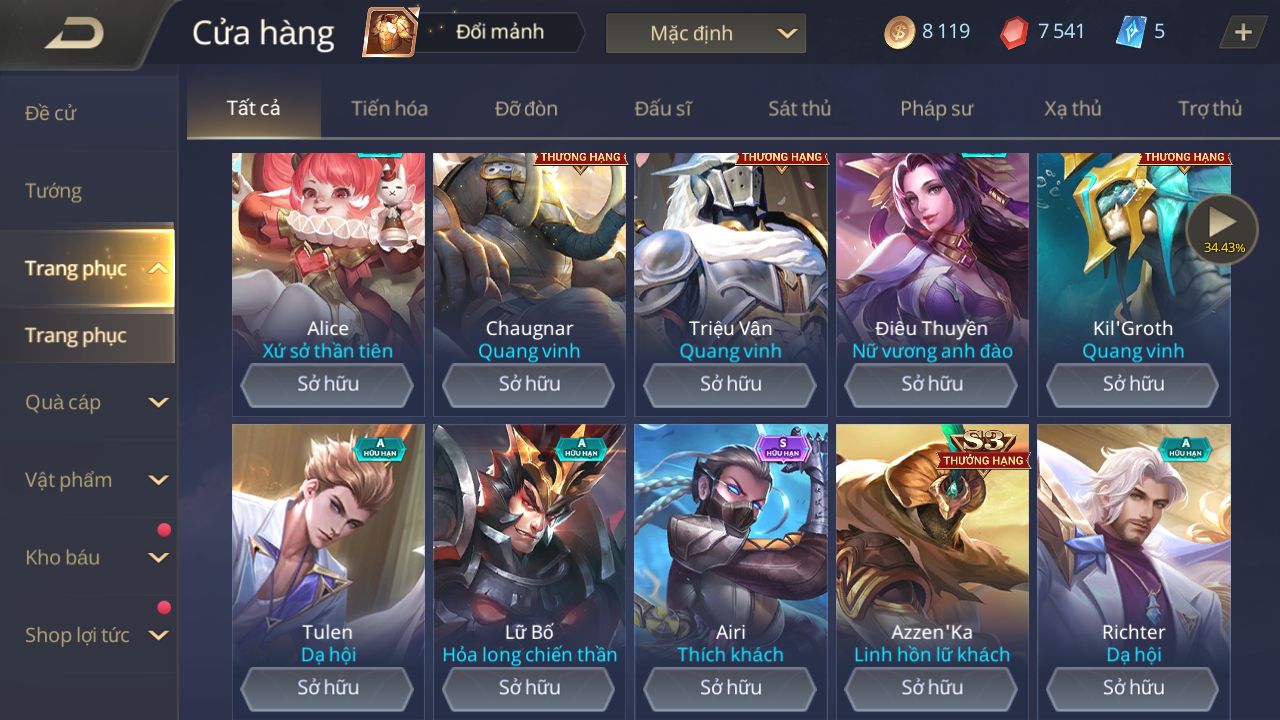 Cửa hàng
Đổi mảnh
Mặc định
8 119
7 541
5
Đề cử
Tướng
Trang phục
Trang phục
Quà cáp
Vật phẩm
Kho báu
Shop lợi tức
Tất cả
Tiến hóa
Đỡ đòn
Đấu sĩ
Sát thủ
Pháp sư
Xạ thủ
Trợ thủ
34.43%
Alice
Xứ sở thần tiên
Sở hữu
THƯỞNG HẠNG
Chaugnar
Quang vinh
Sở hữu
THƯỞNG HẠNG
Triệu Vân
Quang vinh
Sở hữu
Điêu Thuyền
Nữ vương anh đào
Sở hữu
THƯỞNG HẠNG
Kil'Groth
Quang vinh
Sở hữu
A
HỮU HẠN
Tulen
Dạ hội
Sở hữu
A
HỮU HẠN
Lữ Bố
Hỏa long chiến thần
Sở hữu
S
HỮU HẠN
Airi
Thích khách
Sở hữu
S3
THƯỞNG HẠNG
Azzen'Ka
Linh hồn lữ khách
Sở hữu
A
HỮU HẠN
Richter
Dạ hội
Sở hữu